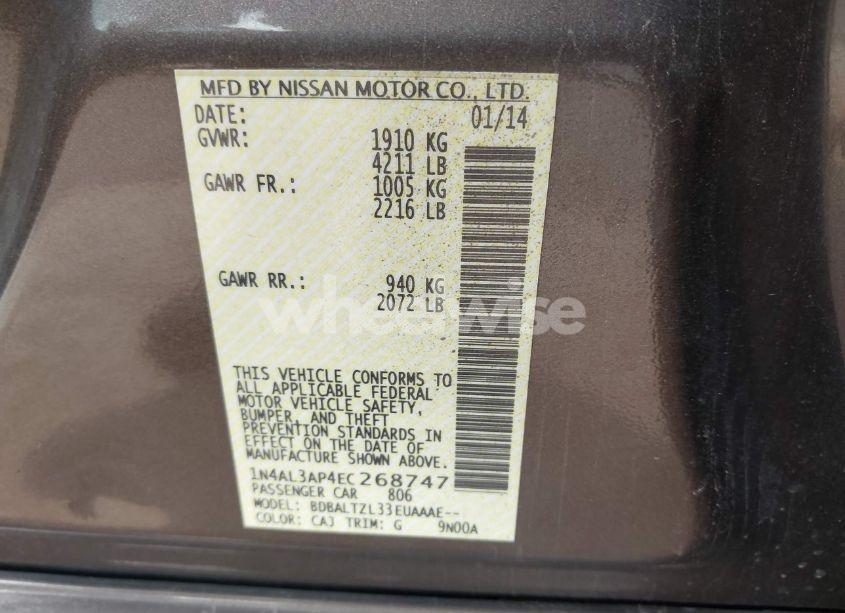 MFD BY NISSAN MOTOR CO., LTD.
DATE: 01/14
GVWR: 1910 KG
4211 LB
GAWR FR.: 1005 KG
2216 LB
GAWR RR.: 940 KG
2072 LB
wheelwise
THIS VEHICLE CONFORMS TO
ALL APPLICABLE FEDERAL
MOTOR VEHICLE SAFETY,
BUMPER, AND THEFT
PREVENTION STANDARDS IN
EFFECT ON THE DATE OF
MANUFACTURE SHOWN ABOVE.
1N4AL3AP4EC268747
PASSENGER CAR 806
MODEL: BDBALTZL33EUAAAE--
COLOR: CAJ TRIM: G 9N00A